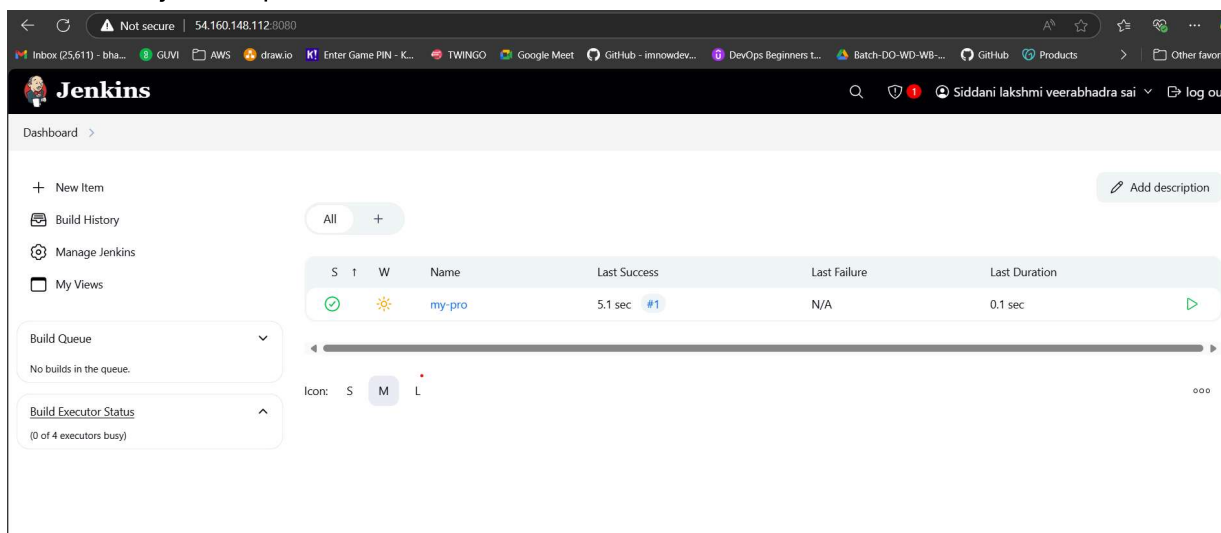 Not secure | 54.160.148.112:8080
Inbox (25,611) - bha... GUVI AWS draw.io K! Enter Game PIN - K... TWINGO Google Meet GitHub - imnowdev... DevOps Beginners t... Batch-DO-WD-WB-... GitHub Products > Other favor
Jenkins 1 Siddani lakshmi veerabhadra sai log ou
Dashboard >
+ New Item
Add description
Build History
All +
Manage Jenkins
My Views
S ↑ W Name Last Success Last Failure Last Duration
my-pro 5.1 sec #1 N/A 0.1 sec
Build Queue
No builds in the queue.
Icon: S M L
Build Executor Status
(0 of 4 executors busy)